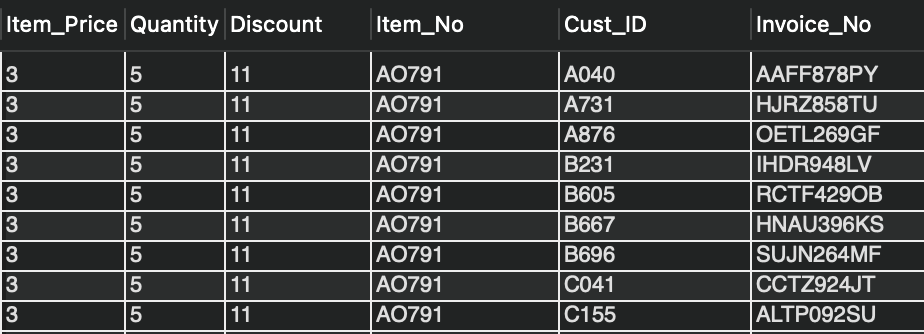 Item_Price Quantity Discount Item_No Cust_ID Invoice_No
3 5 11 AO791 A040 AAFF878PY
3 5 11 AO791 A731 HJRZ858TU
3 5 11 AO791 A876 OETL269GF
3 5 11 AO791 B231 IHDR948LV
3 5 11 AO791 B605 RCTF429OB
3 5 11 AO791 B667 HNAU396KS
3 5 11 AO791 B696 SUJN264MF
3 5 11 AO791 C041 CCTZ924JT
3 5 11 AO791 C155 ALTP092SU